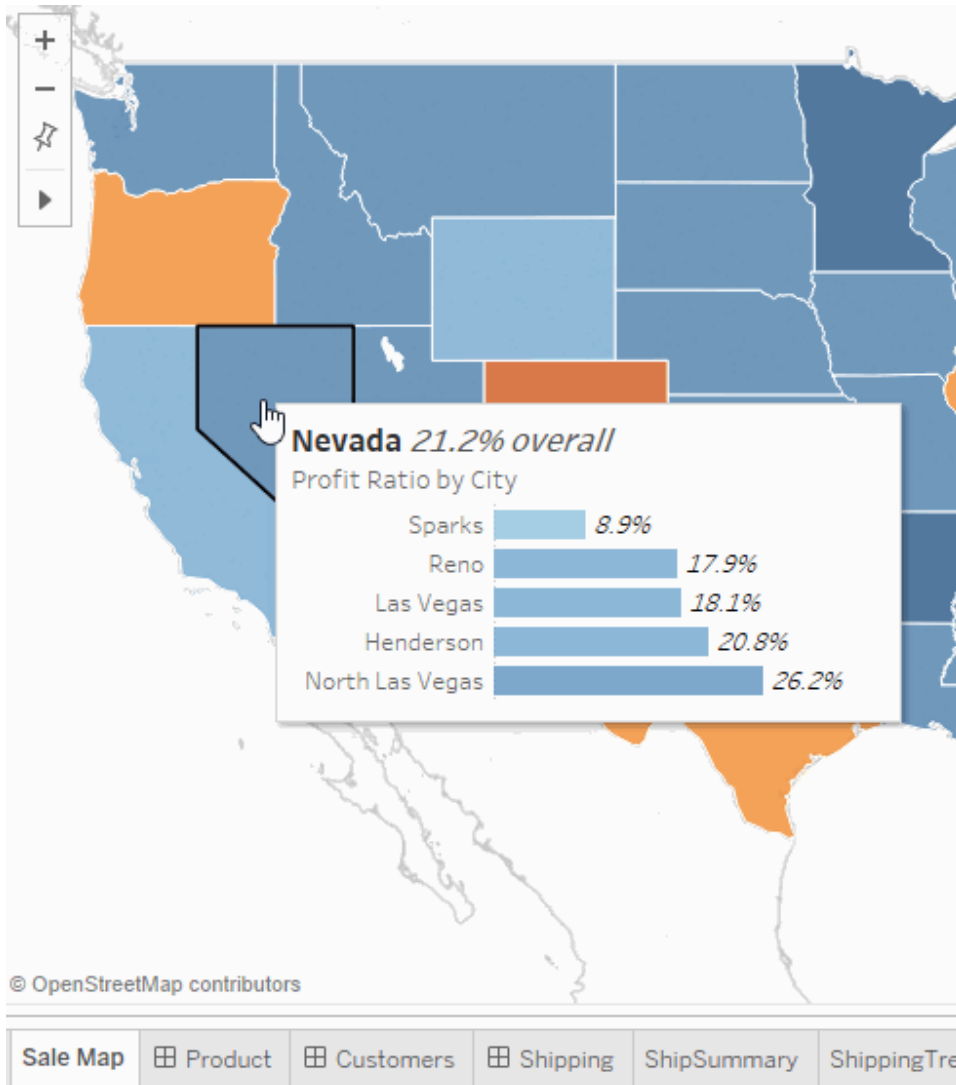 Nevada 21.2% overall
Profit Ratio by City
Sparks 8.9%
Reno 17.9%
Las Vegas 18.1%
Henderson 20.8%
North Las Vegas 26.2%
© OpenStreetMap contributors
Sale Map Product Customers Shipping ShipSummary ShippingTre